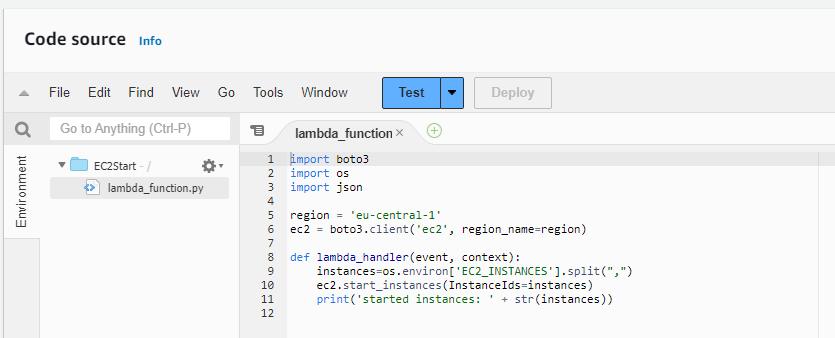 Code source Info
File Edit Find View Go Tools Window Test Deploy
Go to Anything (Ctrl-P)
lambda_function ×
Environment
EC2Start - /
lambda_function.py
1 import boto3
2 import os
3 import json
4
5 region = 'eu-central-1'
6 ec2 = boto3.client('ec2', region_name=region)
7
8 def lambda_handler(event, context):
9 instances=os.environ['EC2_INSTANCES'].split(",")
10 ec2.start_instances(InstanceIds=instances)
11 print('started instances: ' + str(instances))
12